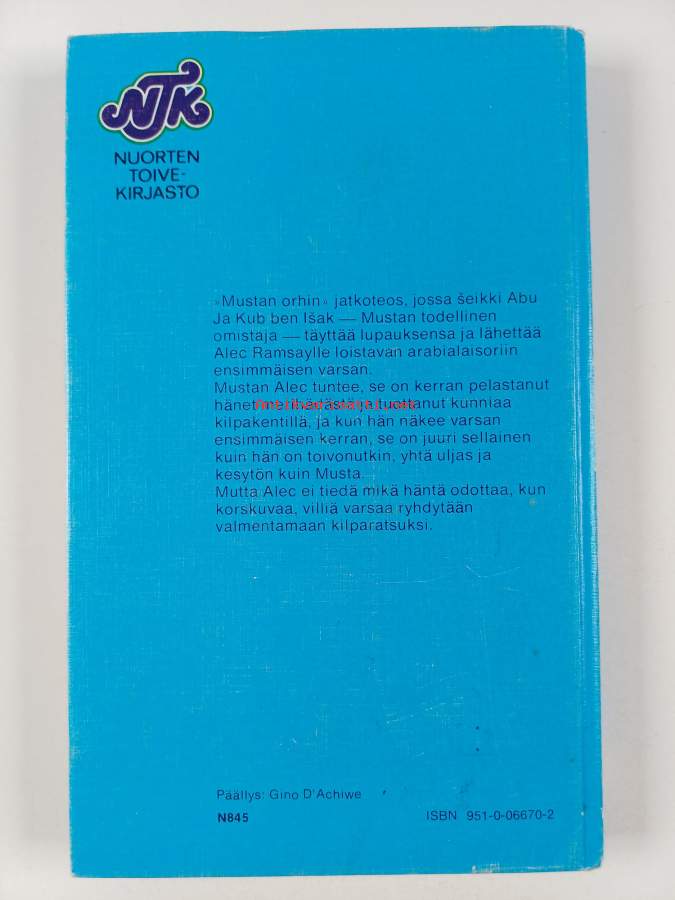 NTK
NUORTEN
TOIVE-
KIRJASTO
»Mustan orhin» jatkoteos, jossa šeikki Abu
Ja Kub ben Išak — Mustan todellinen
omistaja — täyttää lupauksensa ja lähettää
Alec Ramsaylle loistavan arabialaisoriin
ensimmäisen varsan.
Mustan Alec tuntee, se on kerran pelastanut
hänet ja tuottanut kunniaa
kilpakentillä, ja kun hän näkee varsan
ensimmäisen kerran, se on juuri sellainen
kuin hän on toivonutkin, yhtä uljas ja
kesytön kuin Musta.
Mutta Alec ei tiedä mikä häntä odottaa, kun
korskuvaa, villiä varsaa ryhdytään
valmentamaan kilparatsuksi.
Päällys: Gino D'Achiwe
N845
ISBN 951-0-06670-2